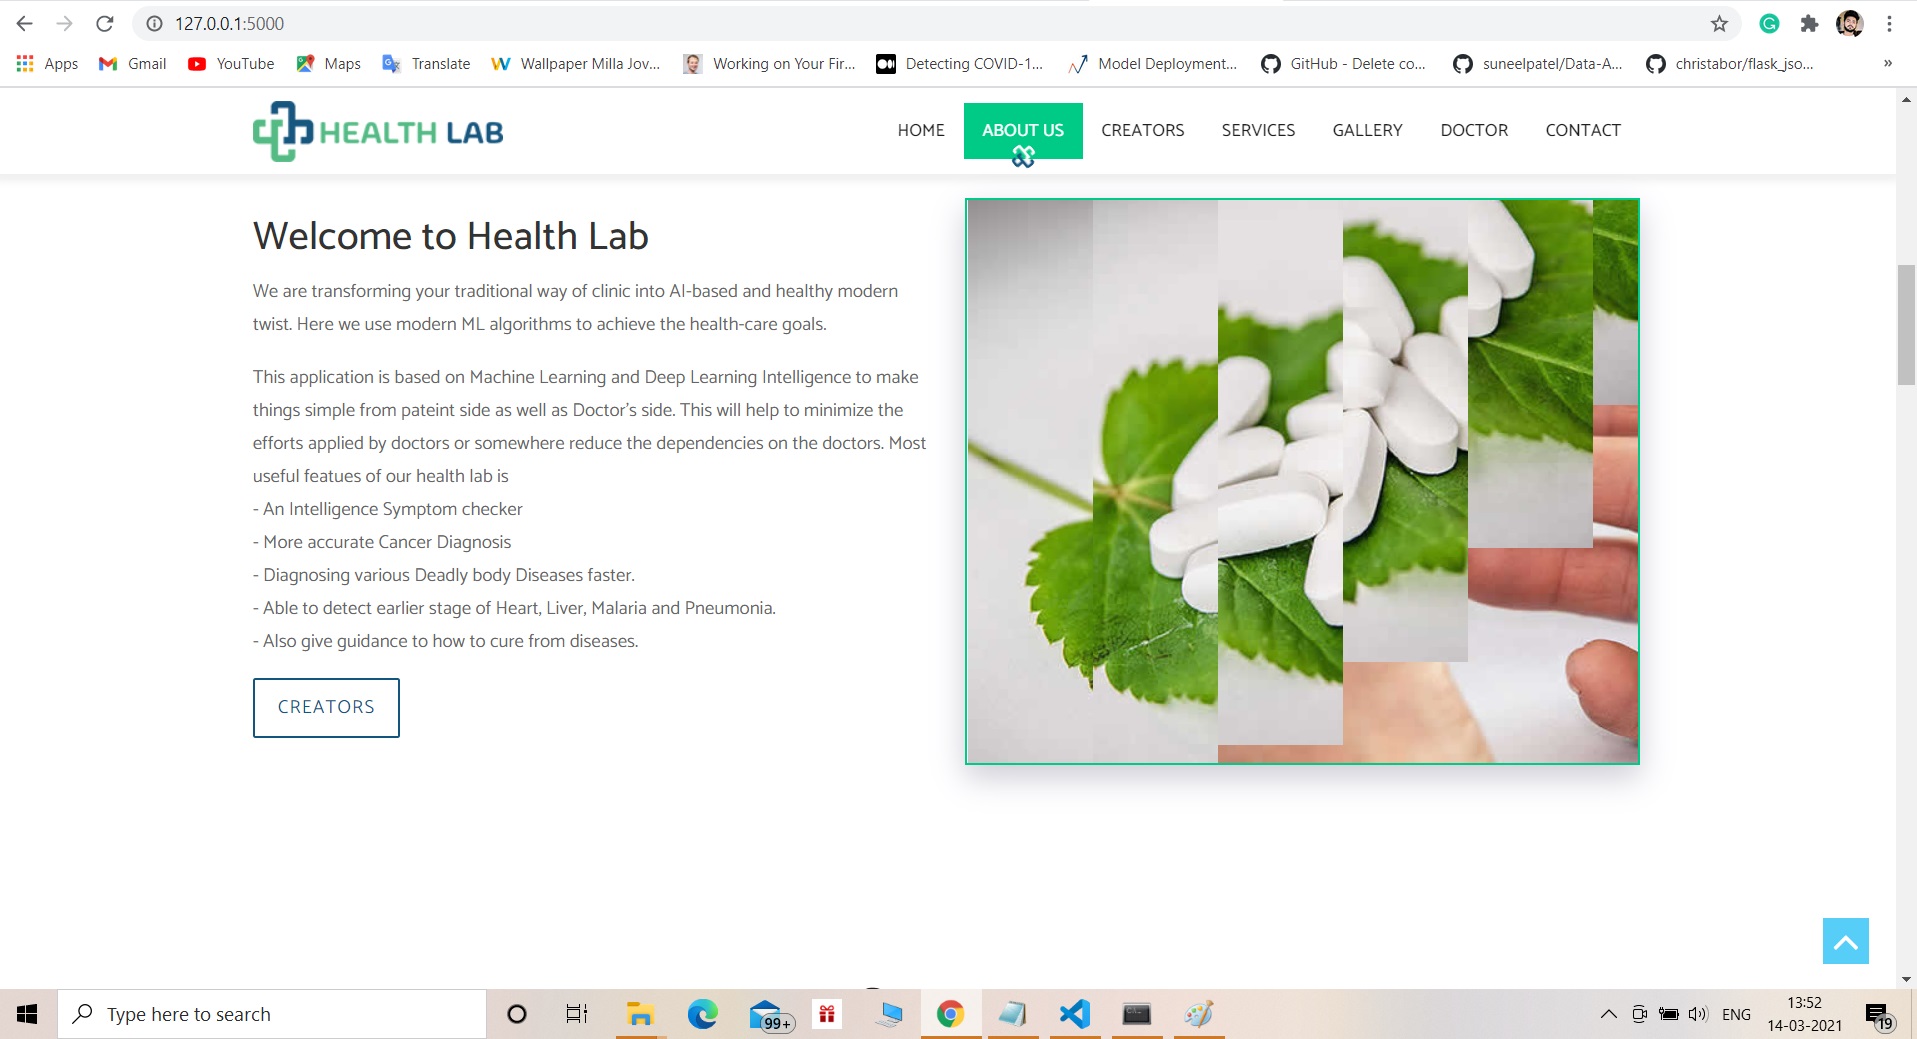 127.0.0.1:5000
Apps Gmail YouTube Maps Translate Wallpaper Milla Jov... Working on Your Fir... Detecting COVID-1... Model Deployment... GitHub - Delete co... suneelpatel/Data-A... christabor/flask_jso... »
HEALTH LAB HOME ABOUT US CREATORS SERVICES GALLERY DOCTOR CONTACT
Welcome to Health Lab
We are transforming your traditional way of clinic into AI-based and healthy modern
twist. Here we use modern ML algorithms to achieve the health-care goals.
This application is based on Machine Learning and Deep Learning Intelligence to make
things simple from pateint side as well as Doctor's side. This will help to minimize the
efforts applied by doctors or somewhere reduce the dependencies on the doctors. Most
useful featues of our health lab is
- An Intelligence Symptom checker
- More accurate Cancer Diagnosis
- Diagnosing various Deadly body Diseases faster.
- Able to detect earlier stage of Heart, Liver, Malaria and Pneumonia.
- Also give guidance to how to cure from diseases.
CREATORS
Type here to search 99+ ENG 13:52
14-03-2021 19